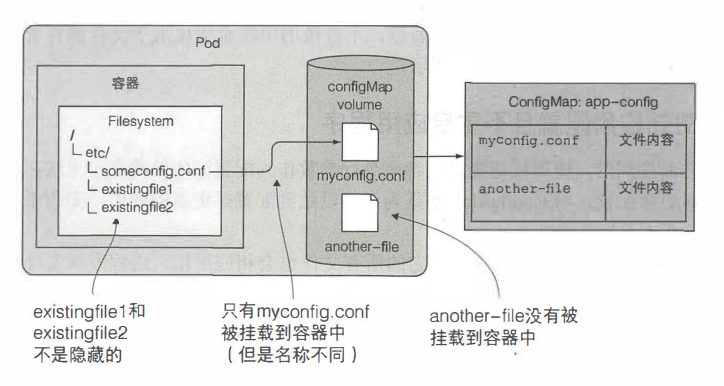 Pod
容器
Filesystem
/
etc/
someconfig.conf
existingfile1
existingfile2
configMap
volume
myconfig.conf
another-file
ConfigMap: app-config
myconfig.conf 文件内容
another-file 文件内容
existingfile1和
existingfile2
不是隐藏的
只有myconfig.conf
被挂载到容器中
（但是名称不同）
another-file没有被
挂载到容器中